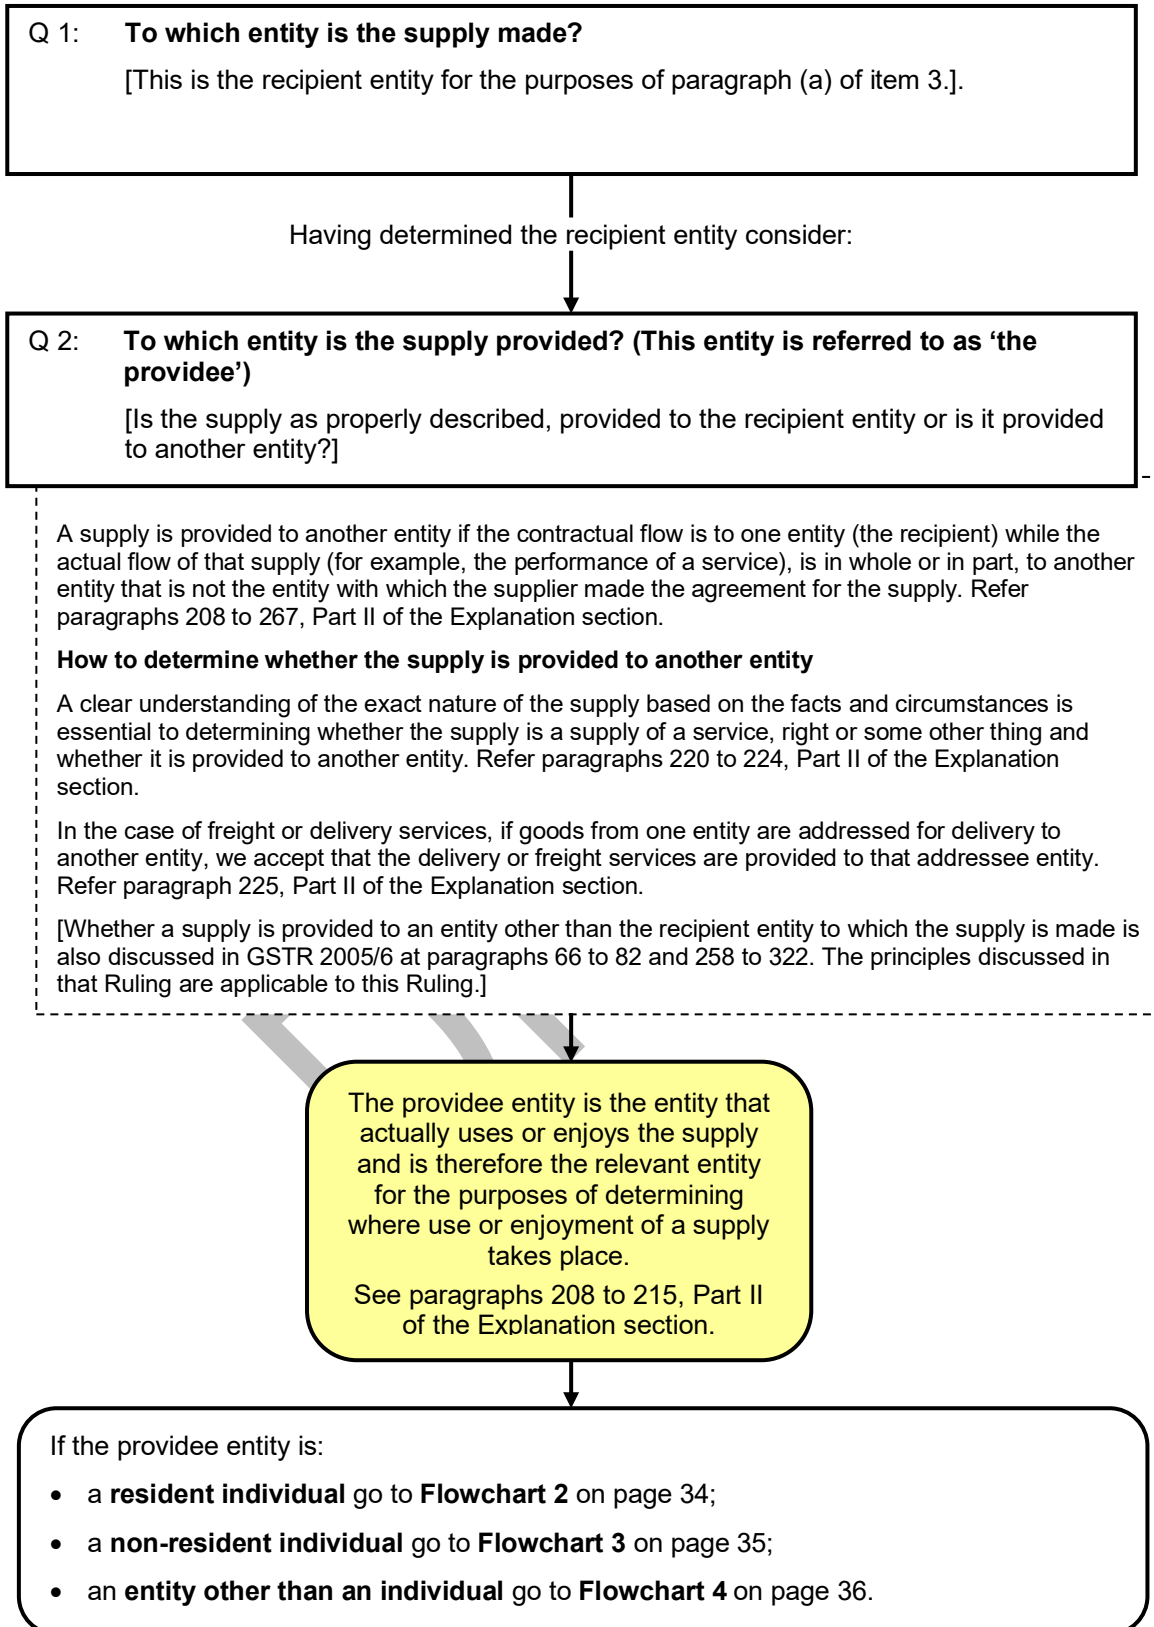 Q 1: To which entity is the supply made?
[This is the recipient entity for the purposes of paragraph (a) of item 3.].
Having determined the recipient entity consider:
Q 2: To which entity is the supply provided? (This entity is referred to as ‘the
providee’)
[Is the supply as properly described, provided to the recipient entity or is it provided
to another entity?]
A supply is provided to another entity if the contractual flow is to one entity (the recipient) while the
actual flow of that supply (for example, the performance of a service), is in whole or in part, to another
entity that is not the entity with which the supplier made the agreement for the supply. Refer
paragraphs 208 to 267, Part II of the Explanation section.
How to determine whether the supply is provided to another entity
A clear understanding of the exact nature of the supply based on the facts and circumstances is
essential to determining whether the supply is a supply of a service, right or some other thing and
whether it is provided to another entity. Refer paragraphs 220 to 224, Part II of the Explanation
section.
In the case of freight or delivery services, if goods from one entity are addressed for delivery to
another entity, we accept that the delivery or freight services are provided to that addressee entity.
Refer paragraph 225, Part II of the Explanation section.
[Whether a supply is provided to an entity other than the recipient entity to which the supply is made is
also discussed in GSTR 2005/6 at paragraphs 66 to 82 and 258 to 322. The principles discussed in
that Ruling are applicable to this Ruling.]
The providee entity is the entity that
actually uses or enjoys the supply
and is therefore the relevant entity
for the purposes of determining
where use or enjoyment of a supply
takes place.
See paragraphs 208 to 215, Part II
of the Explanation section.
If the providee entity is:
• a resident individual go to Flowchart 2 on page 34;
• a non-resident individual go to Flowchart 3 on page 35;
• an entity other than an individual go to Flowchart 4 on page 36.